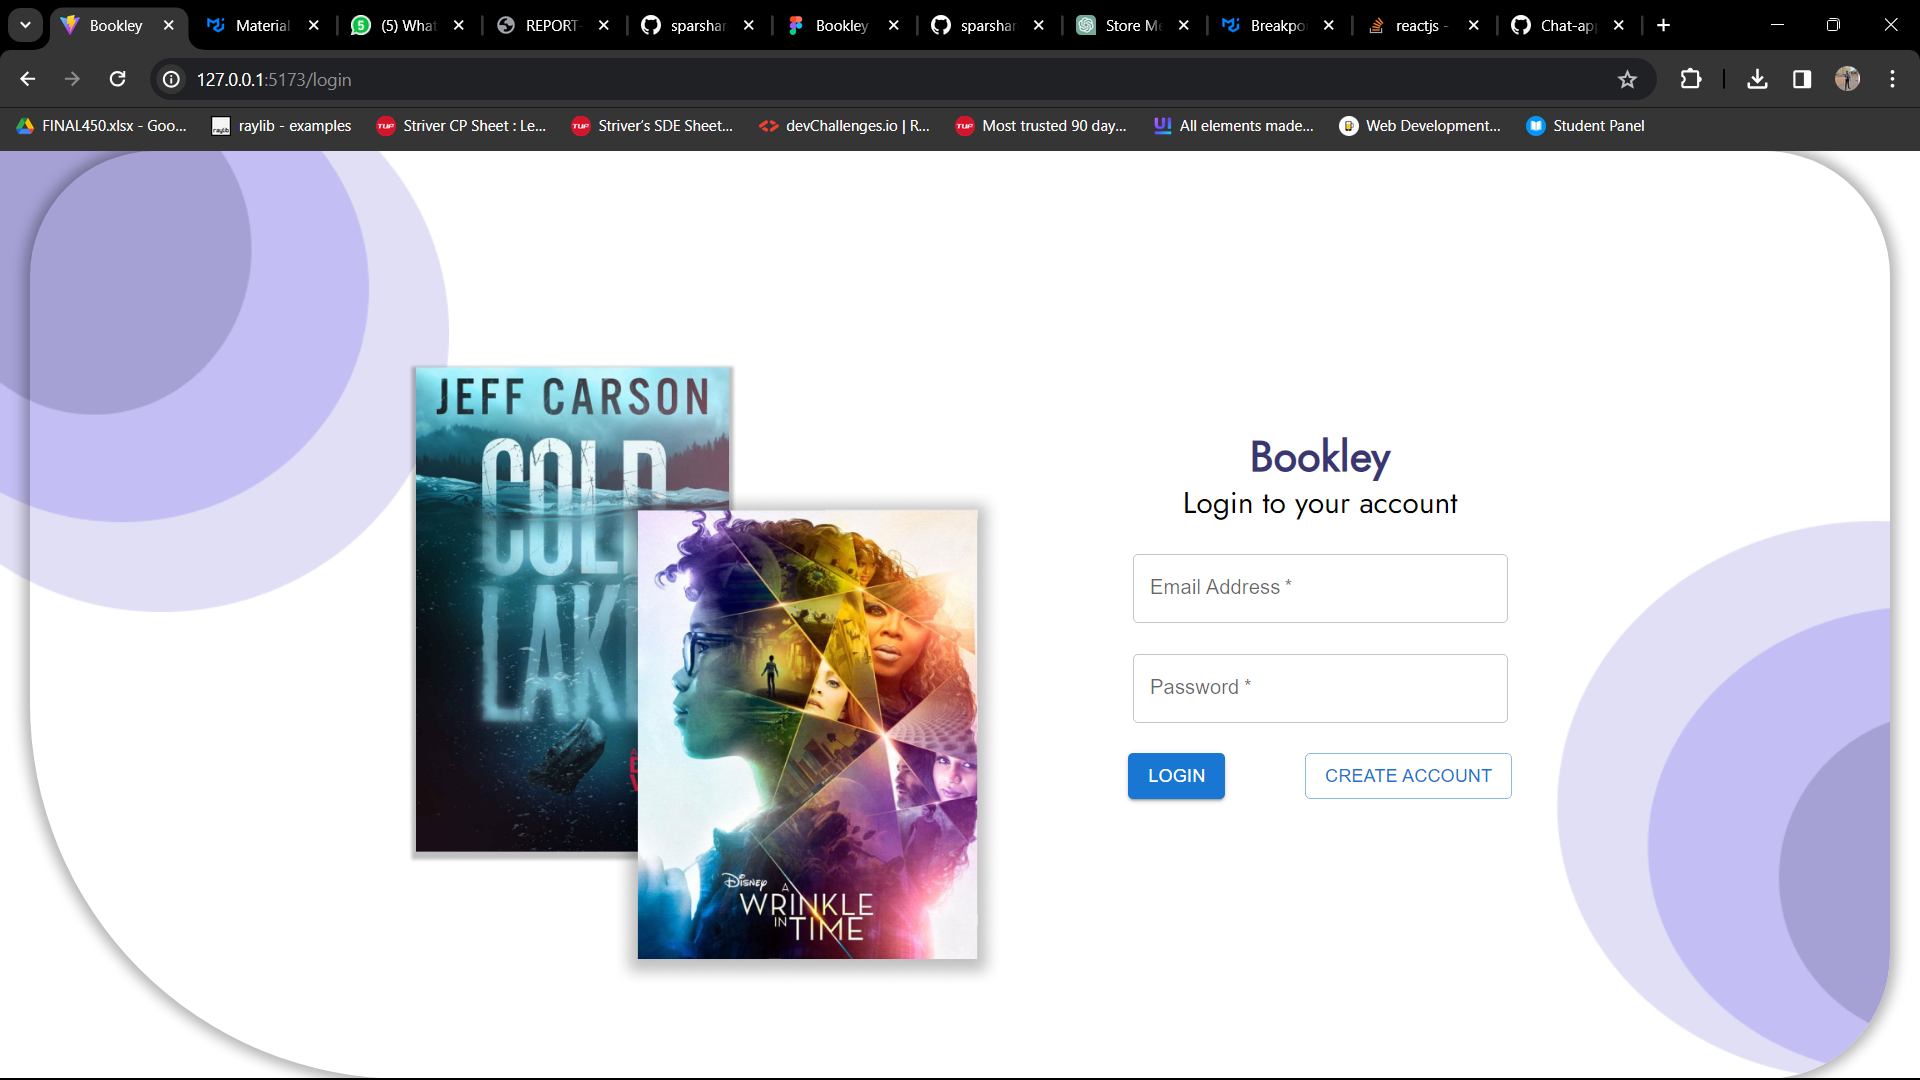 Bookley
Material
(5) What
REPORT-
sparshar
Bookley
sparshar
Store Me
Breakpo
reactjs -
Chat-ap
127.0.0.1:5173/login
FINAL450.xlsx - Goo...
raylib - examples
Striver CP Sheet : Le...
Striver's SDE Sheet...
devChallenges.io | R...
Most trusted 90 day...
All elements made...
Web Development...
Student Panel
JEFF CARSON
COLD
LAK
Disney
A
WRINKLE
IN TIME
Bookley
Login to your account
Email Address *
Password *
LOGIN
CREATE ACCOUNT